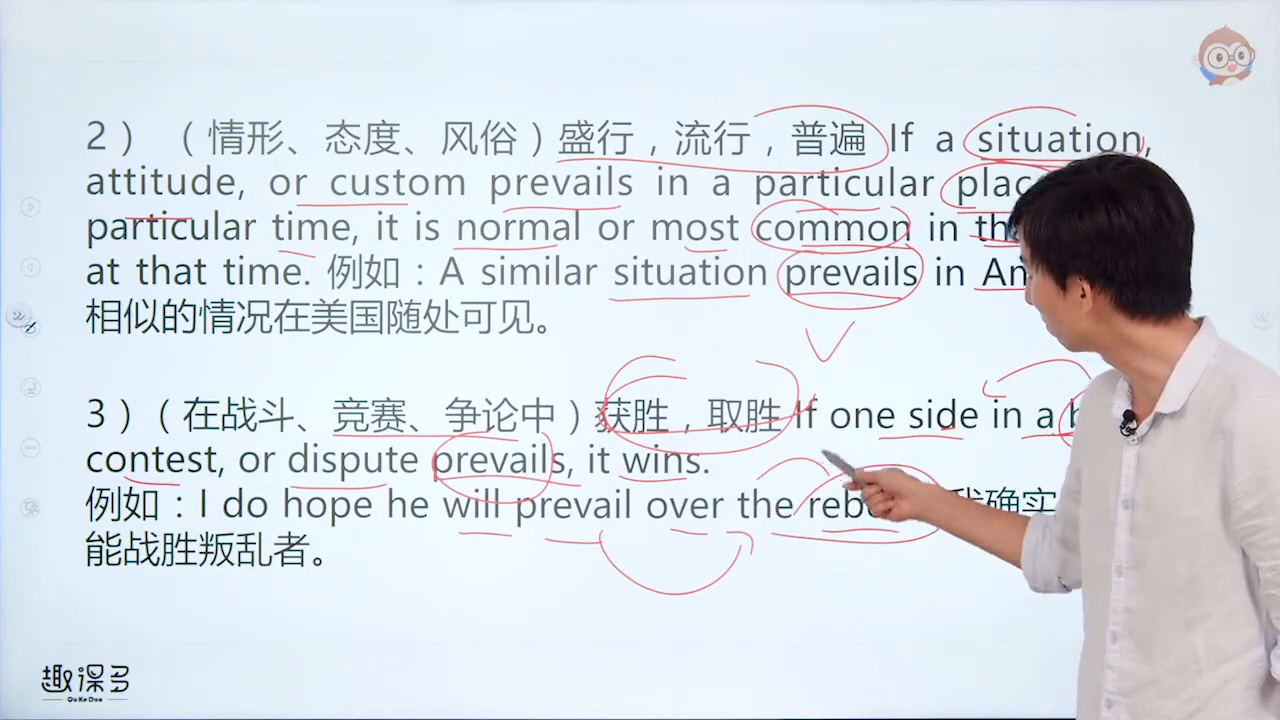 2）（情形、态度、风俗）盛行，流行，普遍 If a situation,
attitude, or custom prevails in a particular
particular time, it is normal or most common in
at that time. 例如：A similar situation prevails in
相似的情况在美国随处可见。
3）（在战斗、竞赛、争论中）获胜，取胜 If one side in a
contest, or dispute prevails, it wins.
例如：I do hope he will prevail over the 我确实
能战胜叛乱者。
趣课多
Qu Ke Duo